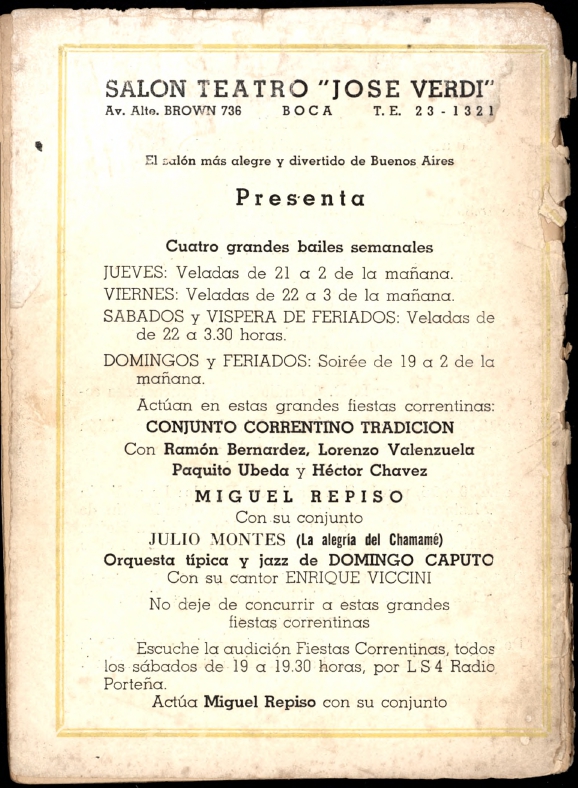 SALON TEATRO "JOSE VERDI"
Av. Alte. BROWN 736 BOCA T. E. 23 - 1321
El salón más alegre y divertido de Buenos Aires
Presenta
Cuatro grandes bailes semanales
JUEVES: Veladas de 21 a 2 de la mañana.
VIERNES: Veladas de 22 a 3 de la mañana.
SABADOS y VISPERA DE FERIADOS: Veladas de
de 22 a 3.30 horas.
DOMINGOS y FERIADOS: Soirée de 19 a 2 de la
mañana.
Actúan en estas grandes fiestas correntinas:
CONJUNTO CORRENTINO TRADICION
Con Ramón Bernardez, Lorenzo Valenzuela
Paquito Ubeda y Héctor Chavez
MIGUEL REPISO
Con su conjunto
JULIO MONTES (La alegría del Chamamé)
Orquesta típica y jazz de DOMINGO CAPUTO
Con su cantor ENRIQUE VICCINI
No deje de concurrir a estas grandes
fiestas correntinas
Escuche la audición Fiestas Correntinas, todos
los sábados de 19 a 19.30 horas, por L S 4 Radio
Porteña.
Actúa Miguel Repiso con su conjunto